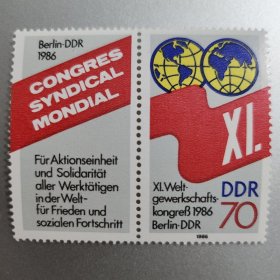 Berlin·DDR
1986
CONGRES
SYNDICAL
MONDIAL
Für Aktionseinheit
und Solidarität
aller Werktätigen
in der Welt-
für Frieden und
sozialen Fortschritt
XI.
XI. Welt-
gewerkschafts-
kongreß 1986
Berlin·DDR
DDR
70
1986